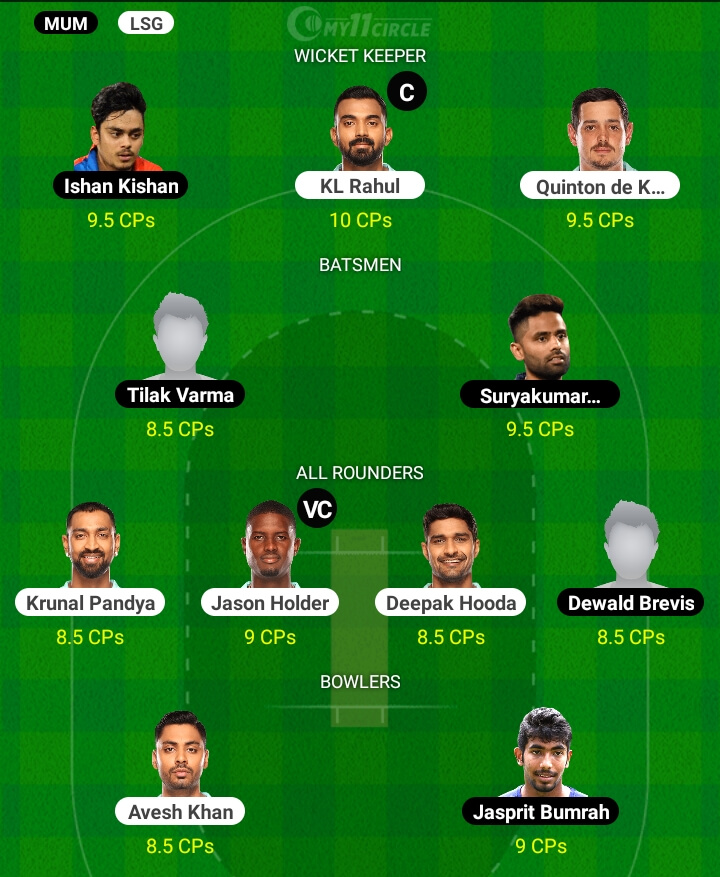 MUM LSG
MY11CIRCLE
WICKET KEEPER
C
Ishan Kishan KL Rahul Quinton de K...
9.5 CPs 10 CPs 9.5 CPs
BATSMEN
Tilak Varma Suryakumar...
8.5 CPs 9.5 CPs
ALL ROUNDERS
VC
Krunal Pandya Jason Holder Deepak Hooda Dewald Brevis
8.5 CPs 9 CPs 8.5 CPs 8.5 CPs
BOWLERS
Avesh Khan Jasprit Bumrah
8.5 CPs 9 CPs